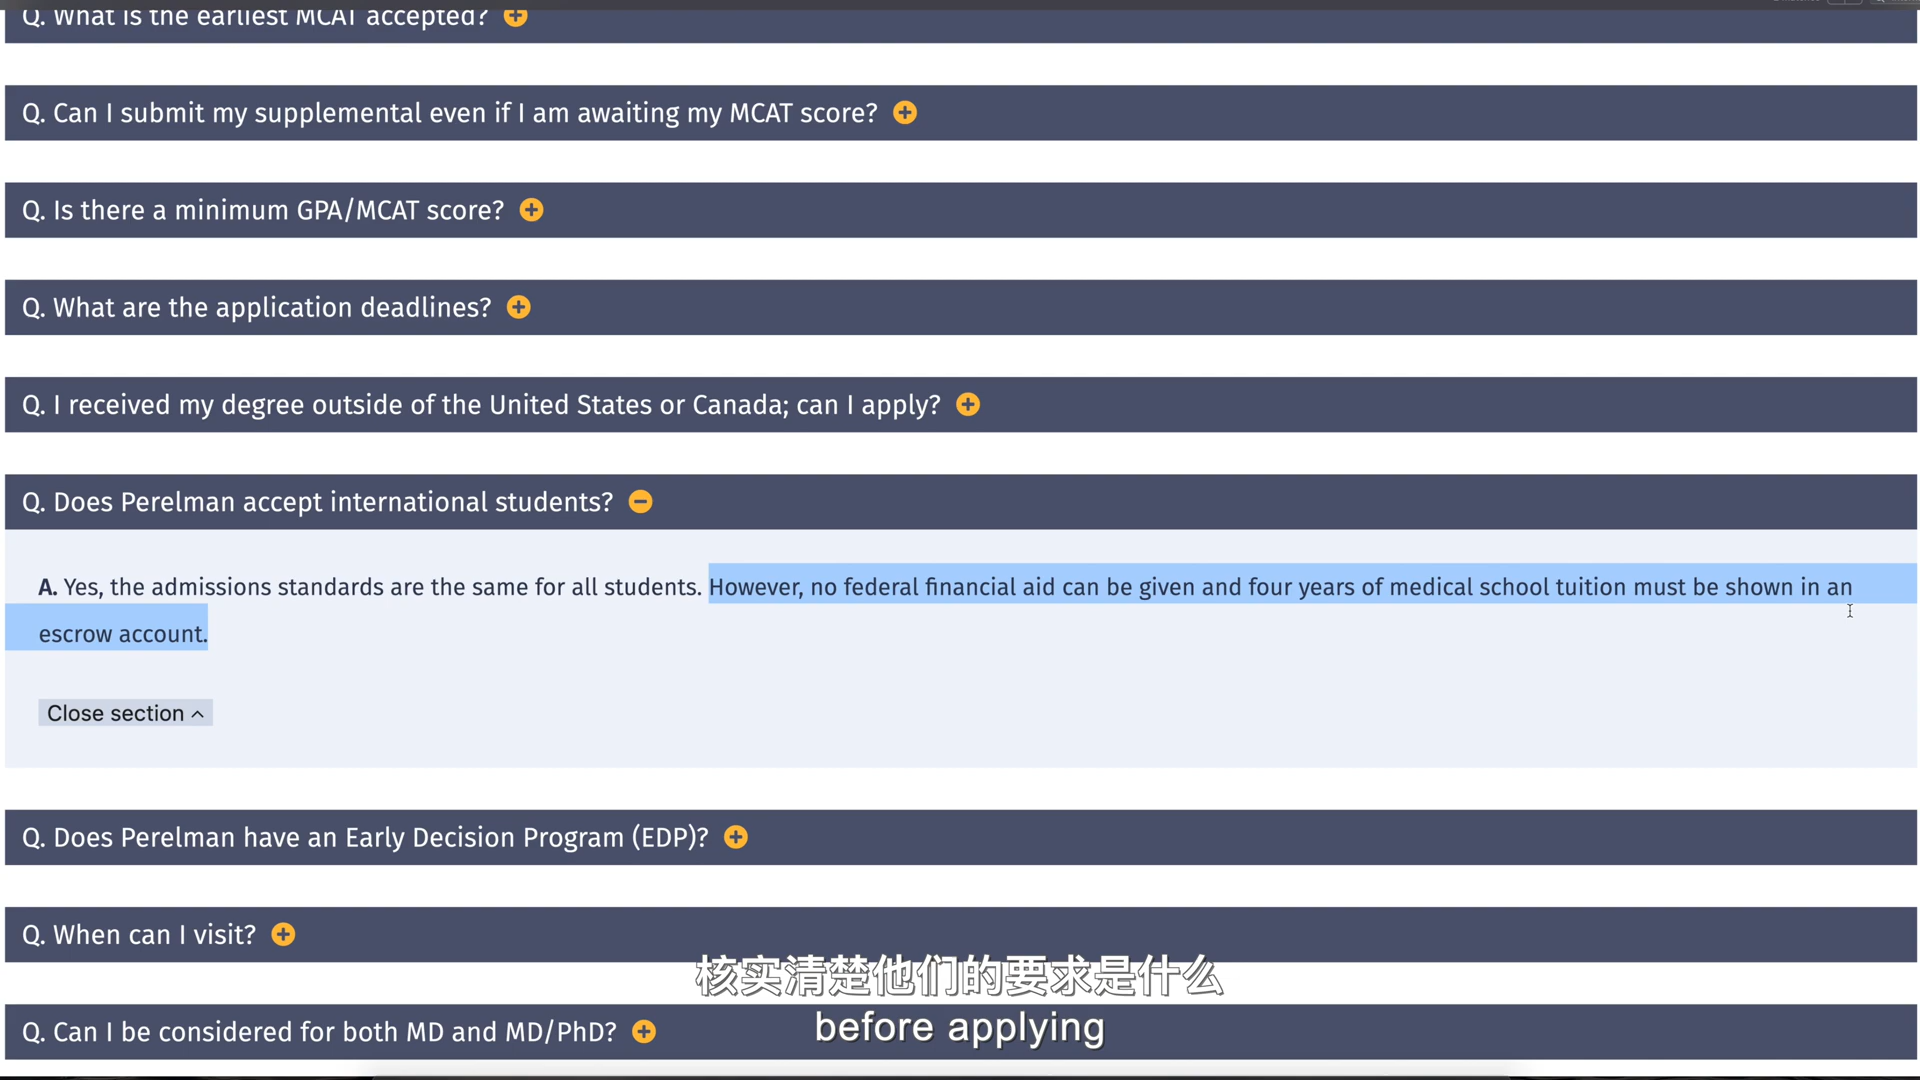 Q. What is the earliest MCAT accepted?
Q. Can I submit my supplemental even if I am awaiting my MCAT score?
Q. Is there a minimum GPA/MCAT score?
Q. What are the application deadlines?
Q. I received my degree outside of the United States or Canada; can I apply?
Q. Does Perelman accept international students?
A. Yes, the admissions standards are the same for all students. However, no federal financial aid can be given and four years of medical school tuition must be shown in an
escrow account.
Close section
Q. Does Perelman have an Early Decision Program (EDP)?
Q. When can I visit?
核实清楚他们的要求是什么
Q. Can I be considered for both MD and MD/PhD?
before applying